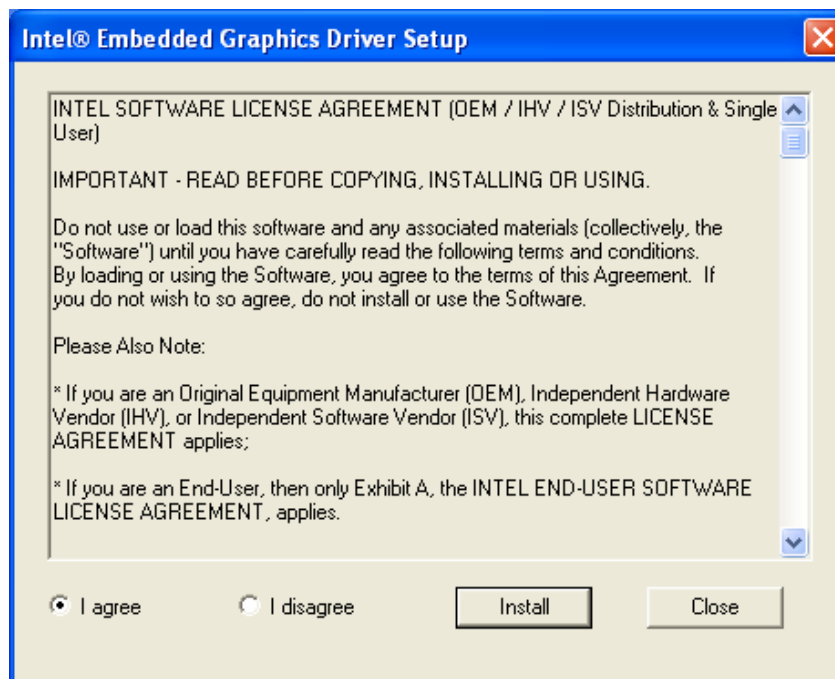 Intel® Embedded Graphics Driver Setup
INTEL SOFTWARE LICENSE AGREEMENT (OEM / IHV / ISV Distribution & Single
User)
IMPORTANT - READ BEFORE COPYING, INSTALLING OR USING.
Do not use or load this software and any associated materials (collectively, the
"Software") until you have carefully read the following terms and conditions.
By loading or using the Software, you agree to the terms of this Agreement.  If
you do not wish to so agree, do not install or use the Software.
Please Also Note:
* If you are an Original Equipment Manufacturer (OEM), Independent Hardware
Vendor (IHV), or Independent Software Vendor (ISV), this complete LICENSE
AGREEMENT applies;
* If you are an End-User, then only Exhibit A, the INTEL END-USER SOFTWARE
LICENSE AGREEMENT, applies.
I agree
I disagree
Install
Close